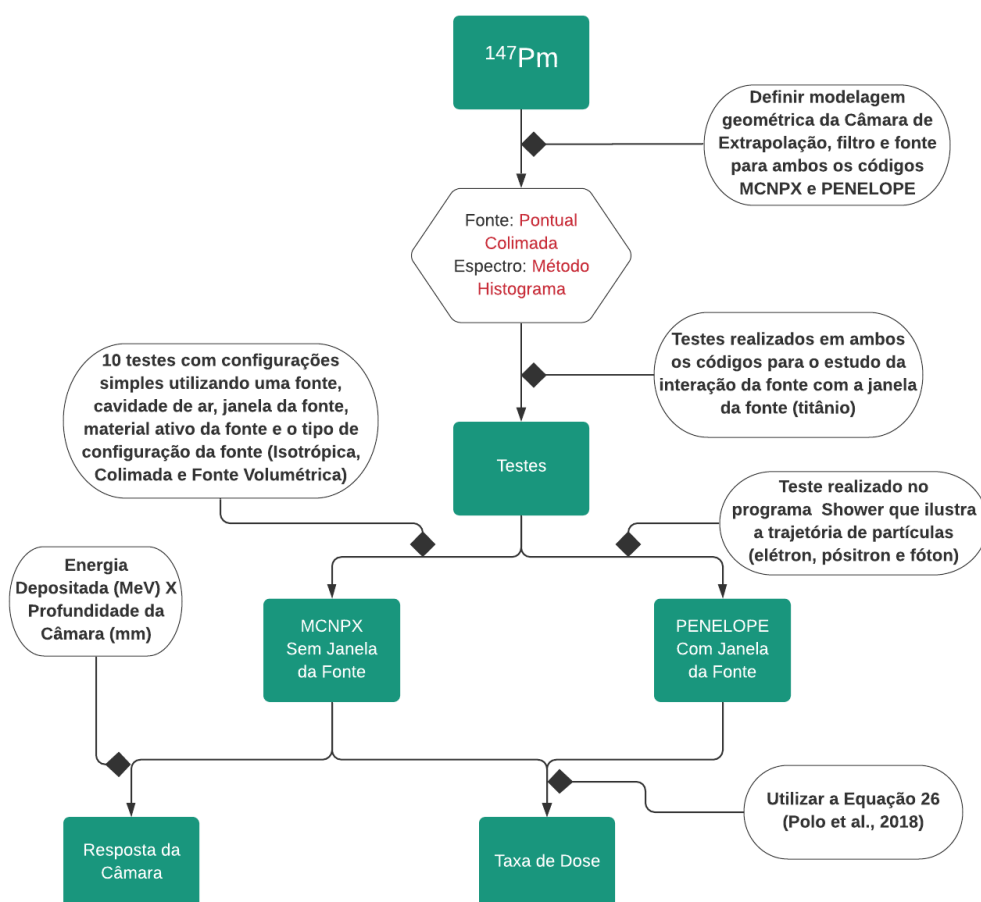 ¹⁴⁷Pm
Definir modelagem
geométrica da Câmara de
Extrapolação, filtro e fonte
para ambos os códigos
MCNPX e PENELOPE
Fonte: Pontual
Colimada
Espectro: Método
Histograma
10 testes com configurações
simples utilizando uma fonte,
cavidade de ar, janela da fonte,
material ativo da fonte e o tipo de
configuração da fonte (Isotrópica,
Colimada e Fonte Volumétrica)
Testes realizados em ambos
os códigos para o estudo da
interação da fonte com a janela
da fonte (titânio)
Testes
Teste realizado no
programa Shower que ilustra
a trajetória de partículas
(elétron, pósitron e fóton)
Energia
Depositada (MeV) X
Profundidade da
Câmara (mm)
MCNPX
Sem Janela
da Fonte
PENELOPE
Com Janela
da Fonte
Utilizar a Equação 26
(Polo et al., 2018)
Resposta da
Câmara
Taxa de Dose